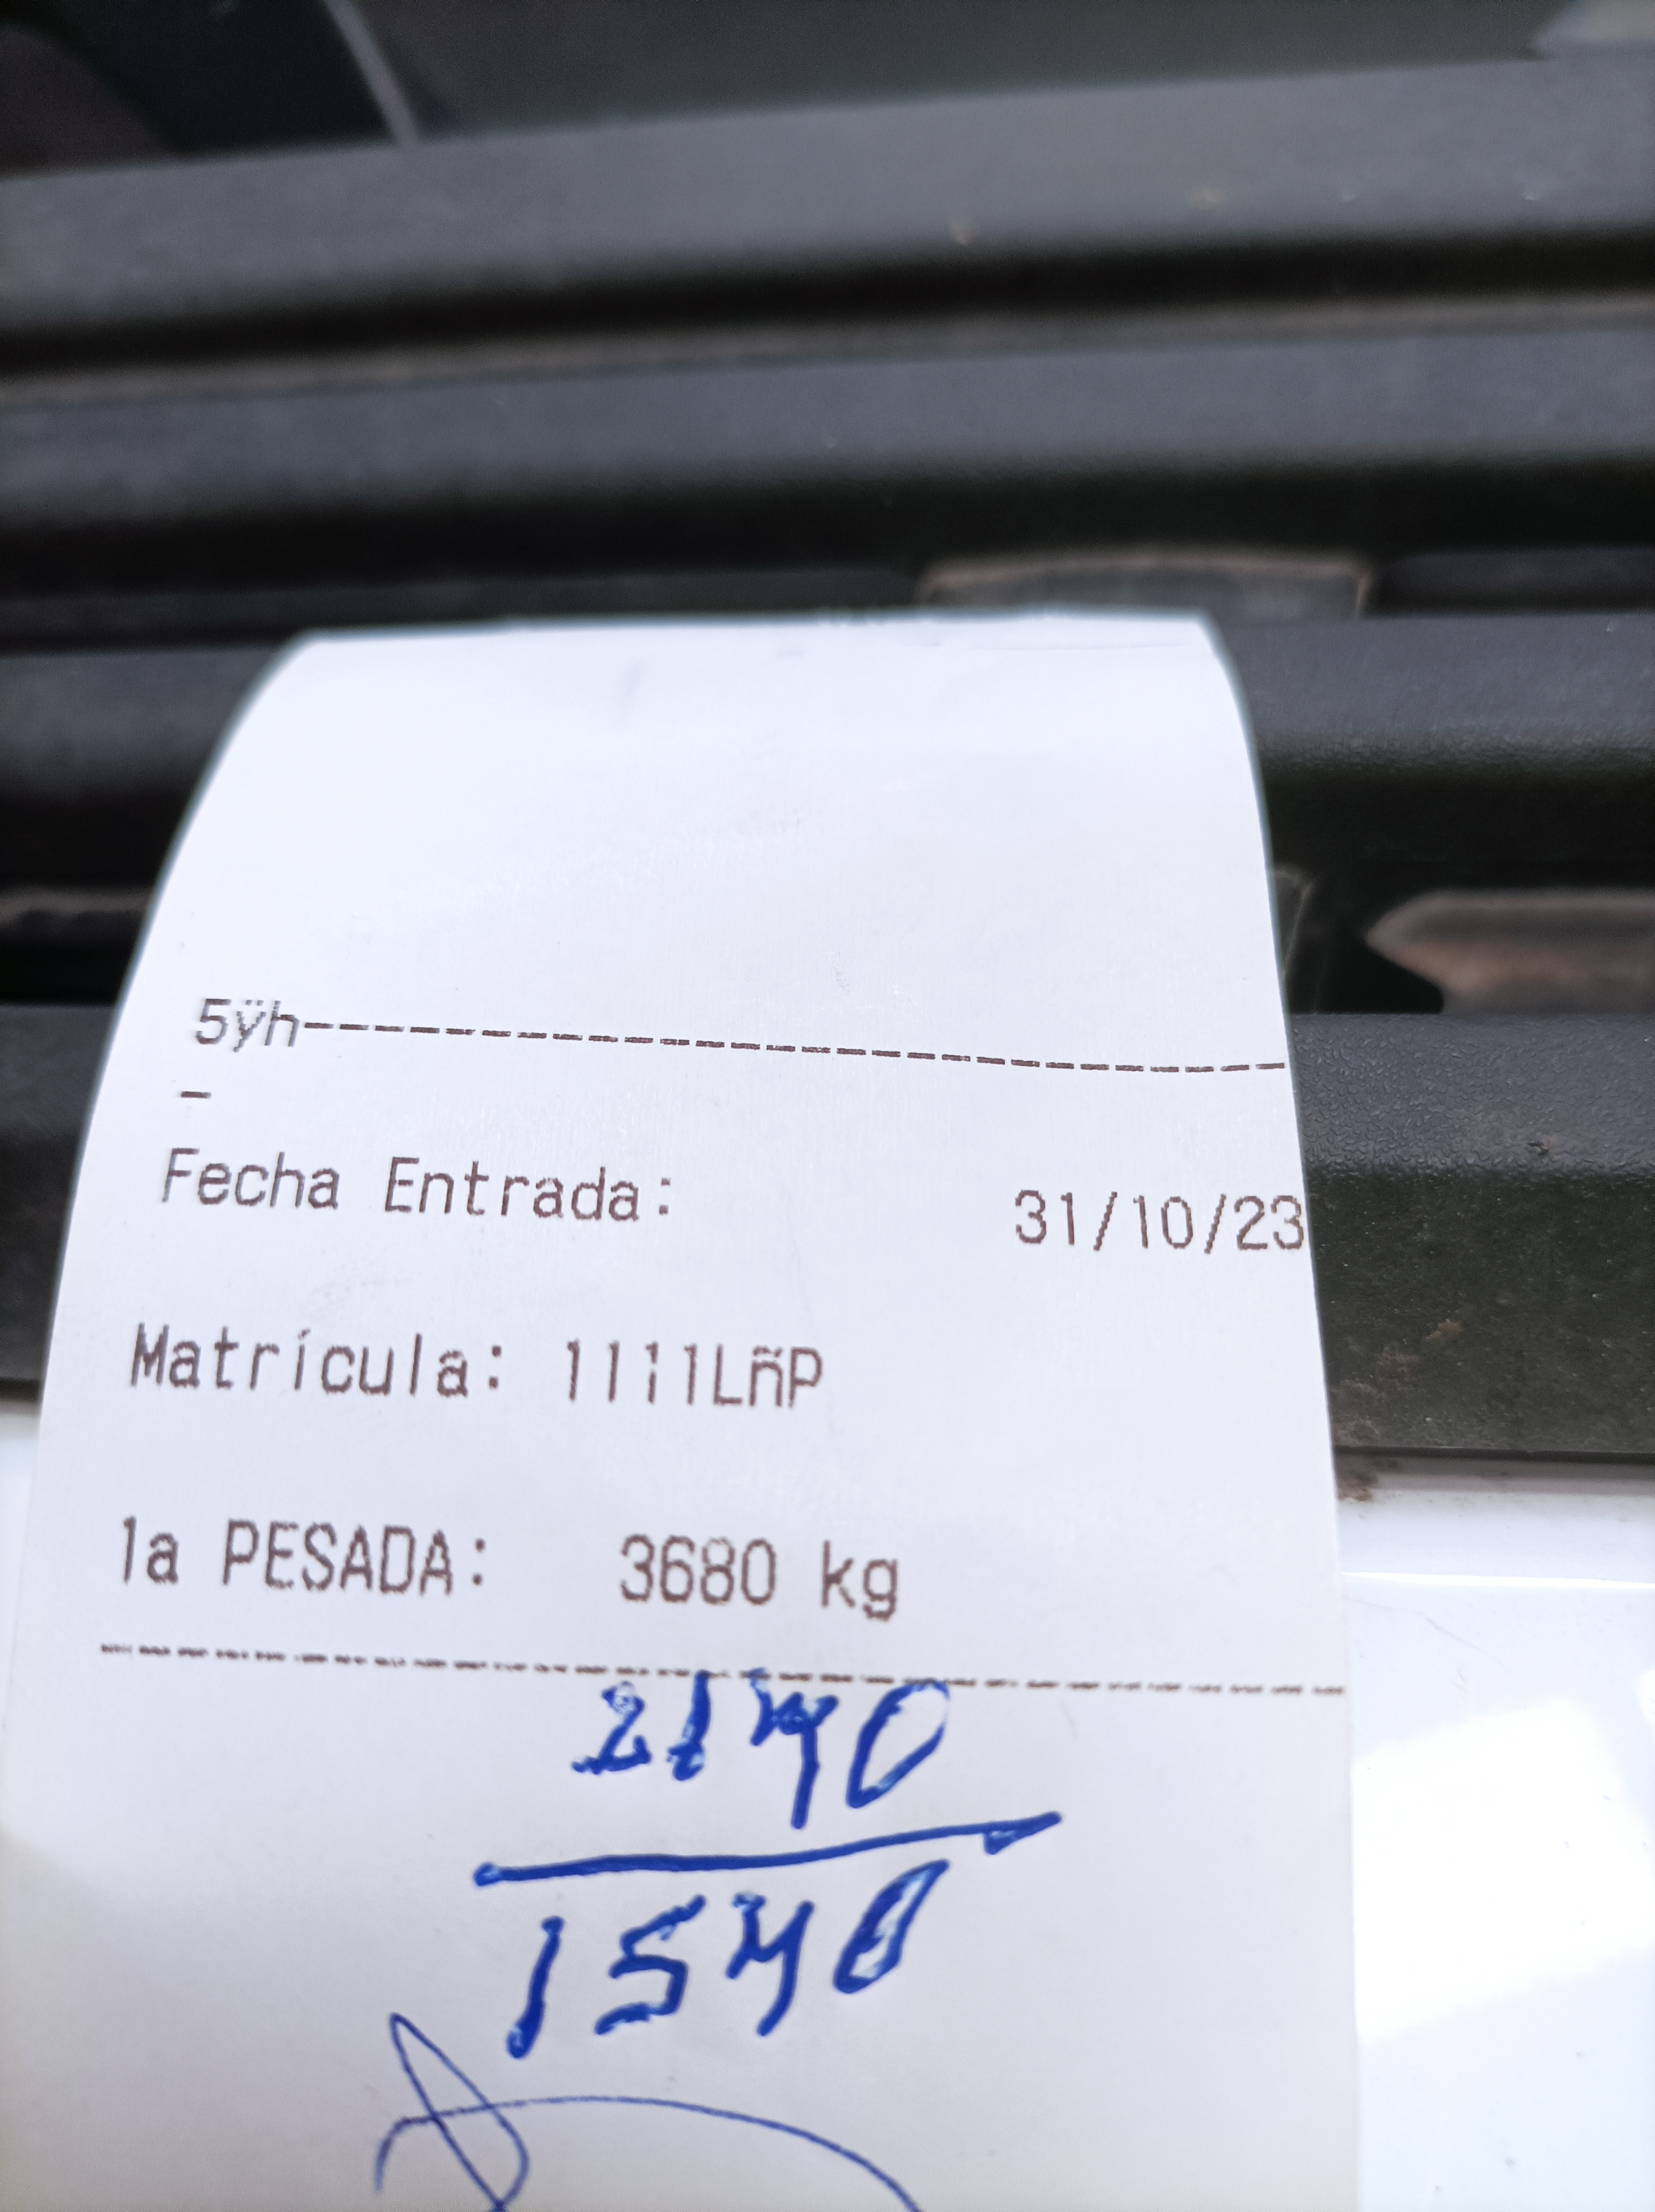 5ÿh----------------------------
-
Fecha Entrada: 31/10/23
Matrícula: 1111LñP
1a PESADA: 3680 kg
2140
1540